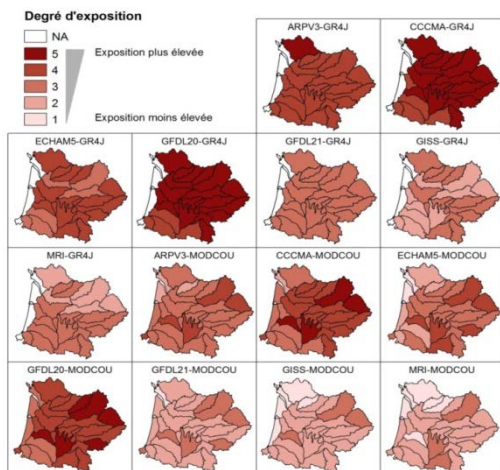 Degré d'exposition
NA
5
Exposition plus élevée
4
3
2
1
Exposition moins élevée
ARPV3-GR4J
CCCMA-GR4J
ECHAM5-GR4J
GFDL20-GR4J
GFDL21-GR4J
GISS-GR4J
MRI-GR4J
ARPV3-MODCOU
CCCMA-MODCOU
ECHAM5-MODCOU
GFDL20-MODCOU
GFDL21-MODCOU
GISS-MODCOU
MRI-MODCOU